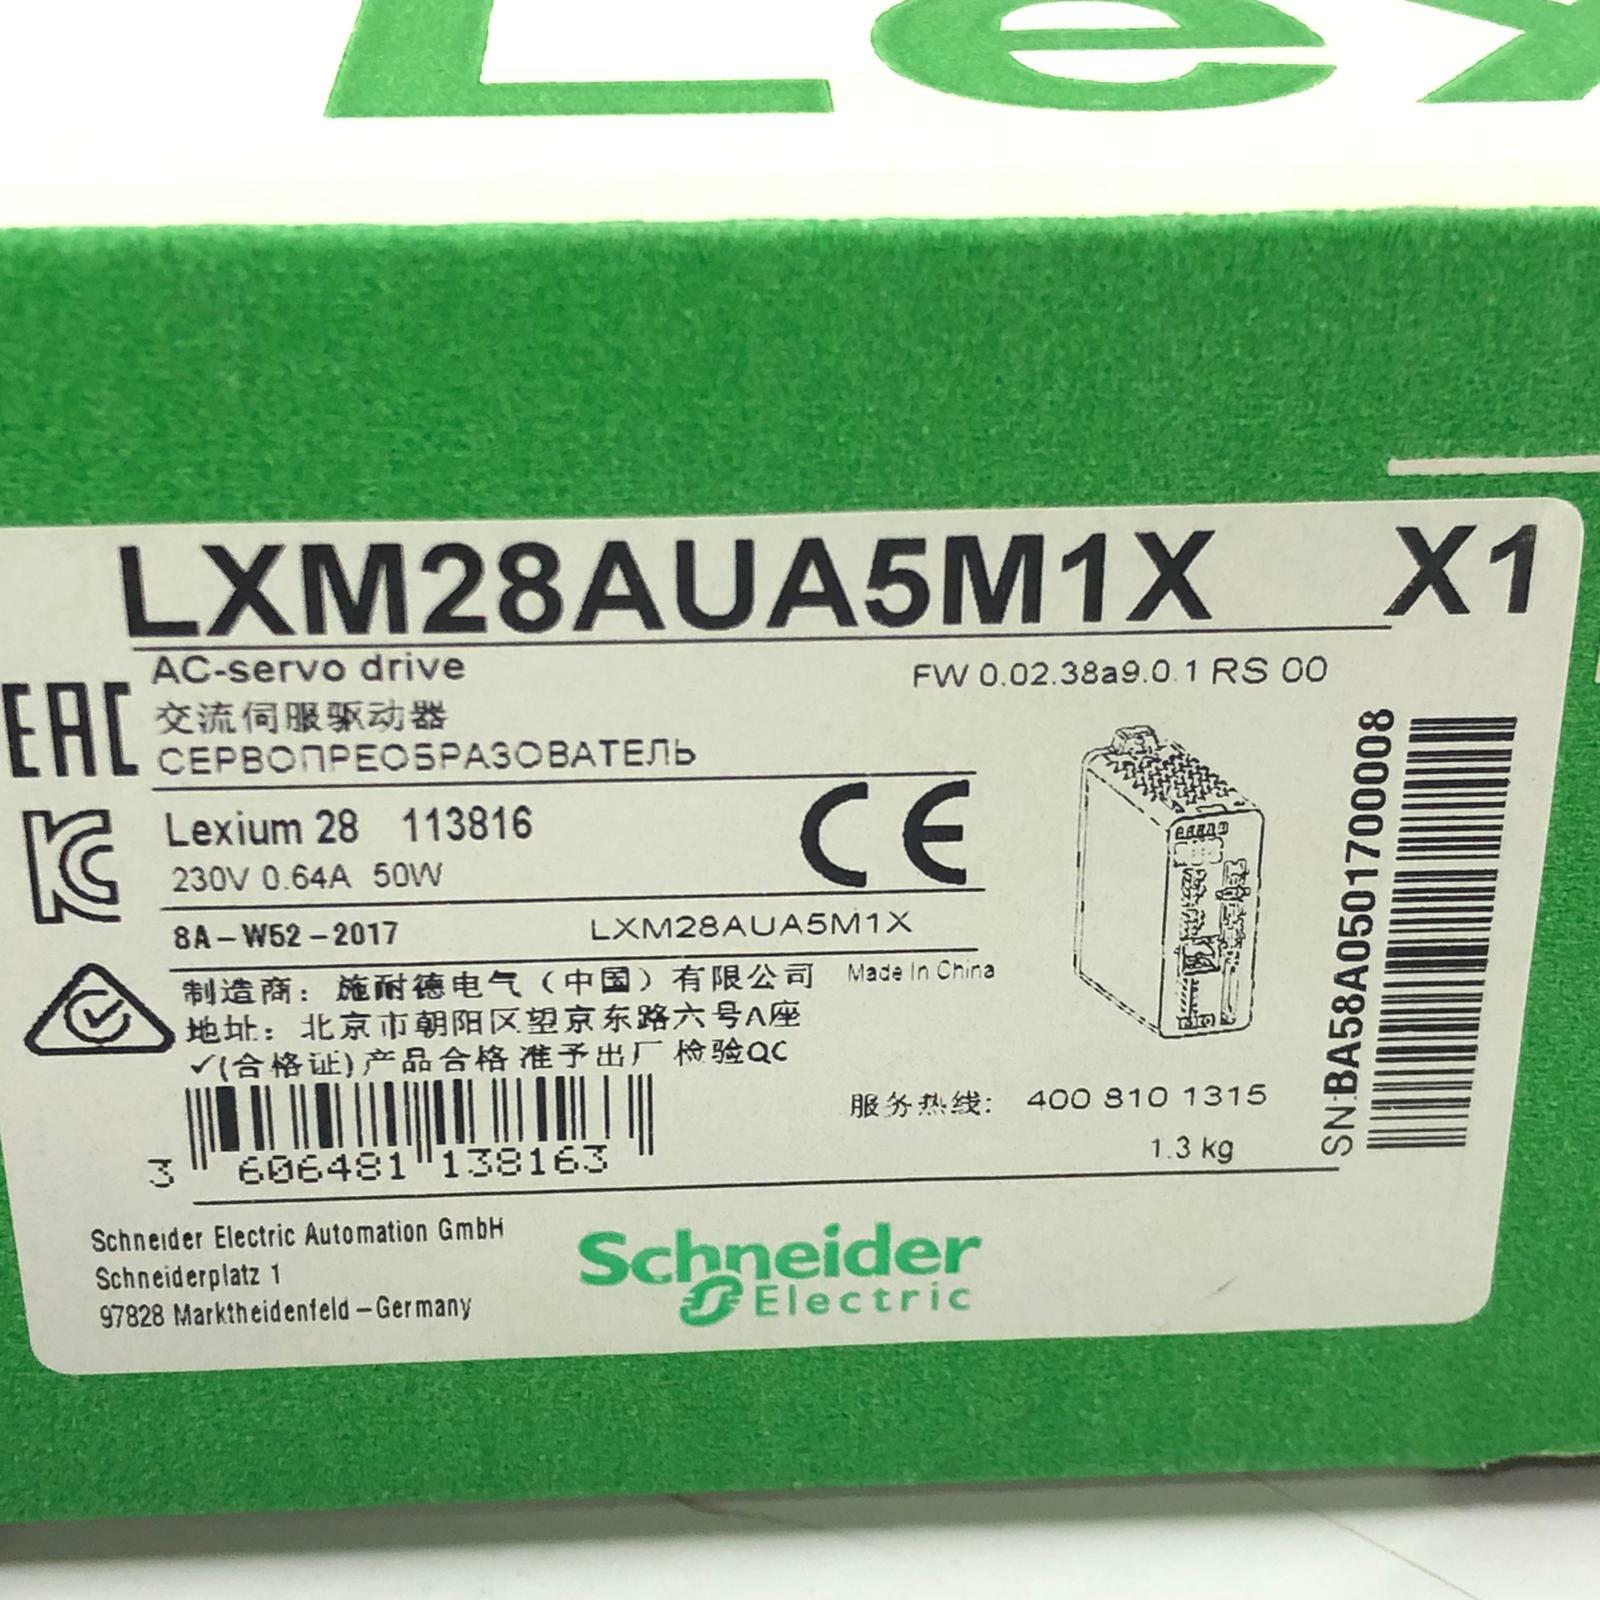 Lex
LXM28AUA5M1X X1
AC-servo drive FW 0.02.38a9.0.1 RS 00
交流伺服驱动器
СЕРВОПРЕОБРАЗОВАТЕЛЬ
EAC
Lexium 28 113816
230V 0.64A 50W
CE
KC
8A-W52-2017 LXM28AUA5M1X
制造商：施耐德电气（中国）有限公司 Made In China
地址：北京市朝阳区望京东路六号A座
✓(合格证)产品合格 准予出厂 检验QC
服务热线: 400 810 1315
3 606481 138163
1.3 kg
SN:BA58A0501700008
Schneider Electric Automation GmbH
Schneiderplatz 1
97828 Marktheidenfeld-Germany
Schneider
Electric